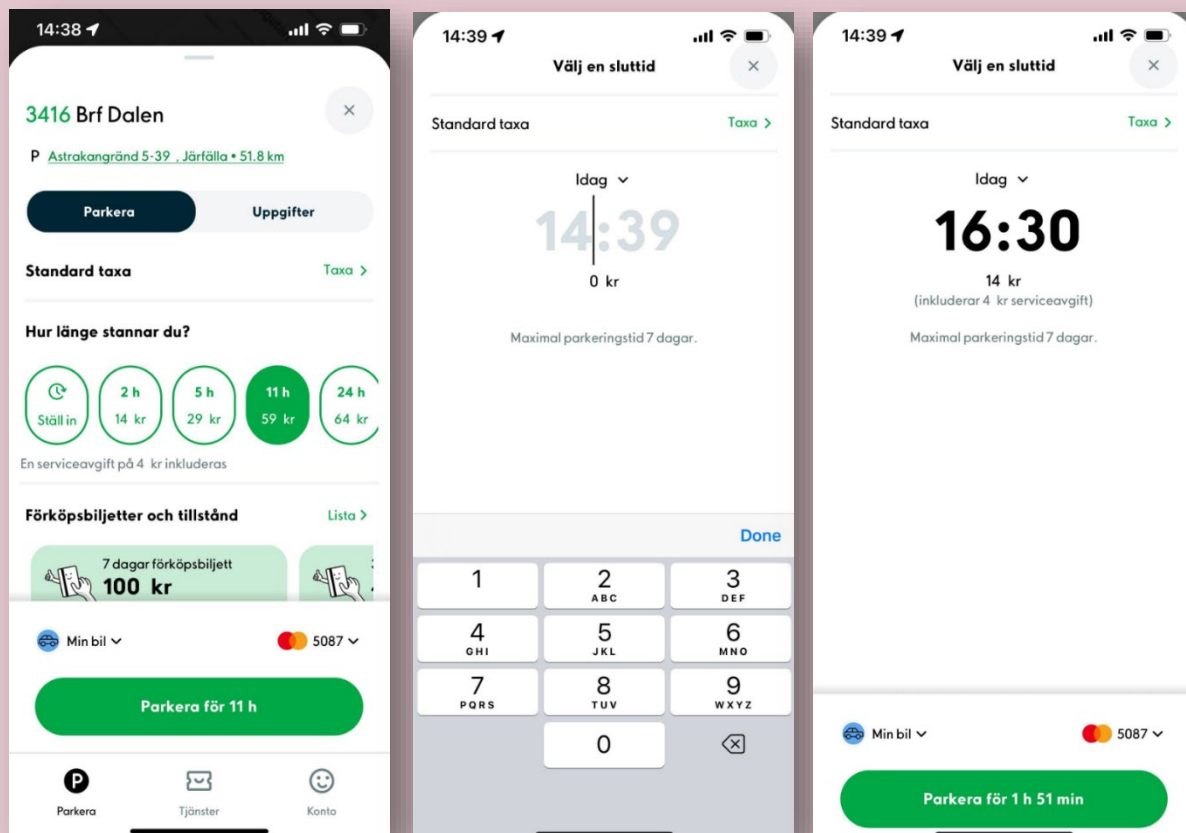 14:38
3416 Brf Dalen
P Astrakangränd 5-39 , Järfälla • 51.8 km
Parkera Uppgifter
Standard taxa Taxa >
Hur länge stannar du?
Ställ in
2 h
14 kr
5 h
29 kr
11 h
59 kr
24 h
64 kr
En serviceavgift på 4 kr inkluderas
Förköpsbiljetter och tillstånd Lista >
7 dagar förköpsbiljett
100 kr
Min bil 5087
Parkera för 11 h
Parkera Tjänster Konto
14:39
Välj en sluttid
Standard taxa Taxa >
Idag
14:39
0 kr
Maximal parkeringstid 7 dagar.
Done
1 2 3
ABC DEF
4 5 6
GHI JKL MNO
7 8 9
PQRS TUV WXYZ
0
14:39
Välj en sluttid
Standard taxa Taxa >
Idag
16:30
14 kr
(inkluderar 4 kr serviceavgift)
Maximal parkeringstid 7 dagar.
Min bil 5087
Parkera för 1 h 51 min